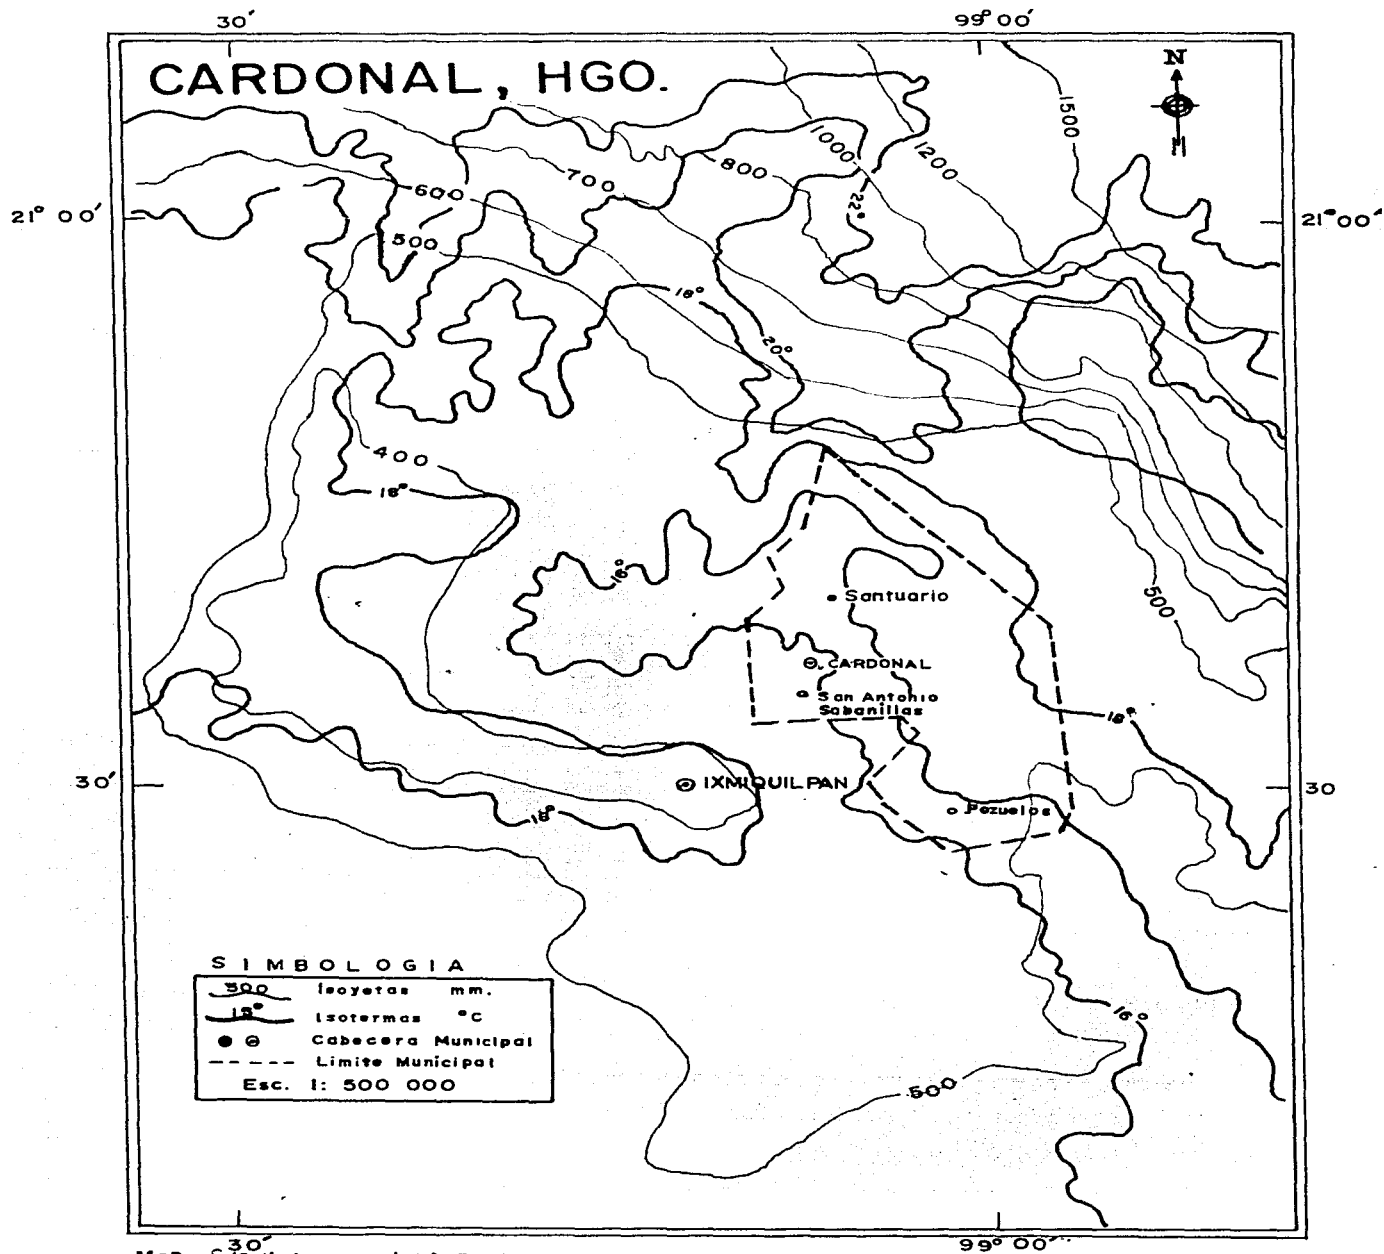 30′ 99° 00′
CARDONAL, HGO.
N
1500
1000
1200
800
700
600
22°
21° 00′
21° 00′
500
18°
20°
400
18°
16°
500
Santuario
CARDONAL
San Antonio
Sabanillas
18°
30′
IXMIQUILPAN
30
18°
Pozuelos
SIMBOLOGIA
500 Isoyetas mm.
15° Isotermas °C
Cabecera Municipal
Limite Municipal
Esc. 1: 500 000
16°
500
30′ 99° 00′